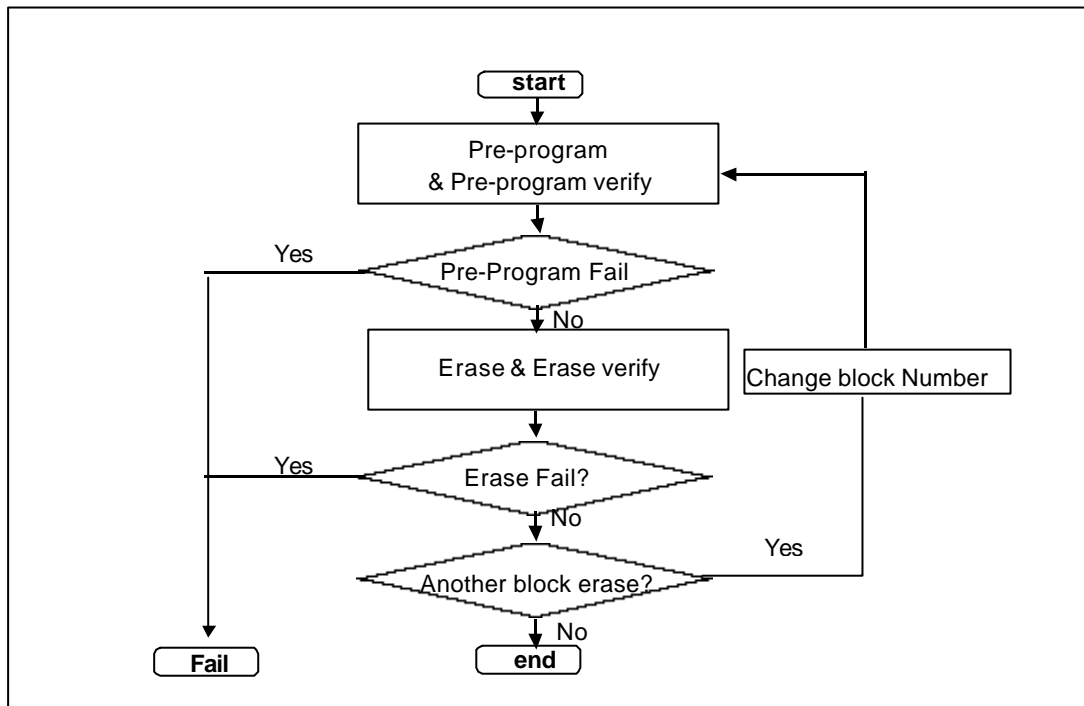 start
Pre-program
& Pre-program verify
Yes
Pre-Program Fail
No
Erase & Erase verify
Change block Number
Yes
Erase Fail?
No
Yes
Another block erase?
No
Fail
end